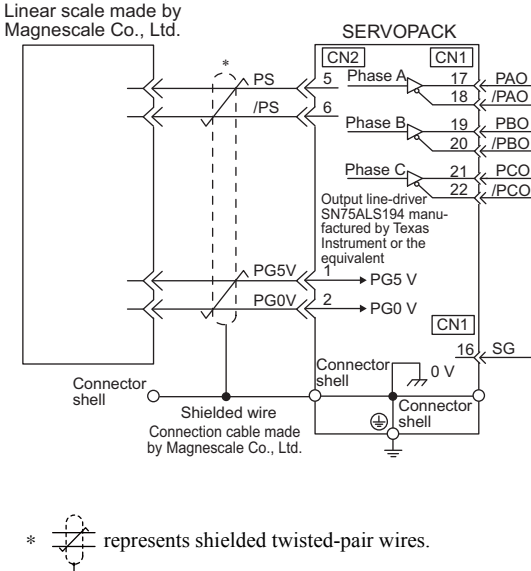 Linear scale made by
Magnescale Co., Ltd.
SERVOPACK
CN2
CN1
*
PS
5
Phase A
17
PAO
18
/PAO
/PS
6
Phase B
19
PBO
20
/PBO
Phase C
21
PCO
22
/PCO
Output line-driver
SN75ALS194 manu-
factured by Texas
Instrument or the
equivalent
PG5V
1
PG5 V
PG0V
2
PG0 V
CN1
16
SG
Connector
shell
0 V
Connector
shell
Connector
shell
Shielded wire
Connection cable made
by Magnescale Co., Ltd.
* represents shielded twisted-pair wires.